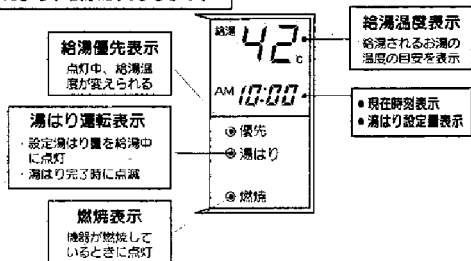 給湯優先表示
点灯中、給湯温
度が変えられる
湯はり運転表示
・設定湯はり量を給湯中
に点灯
・湯はり完了時に点滅
燃焼表示
機器が燃焼して
いるときに点灯
給湯
42℃
AM 10:00
優先
湯はり
燃焼
給湯温度表示
給湯されるお湯の
温度の目安を表示
●現在時刻表示
●湯はり設定量表示